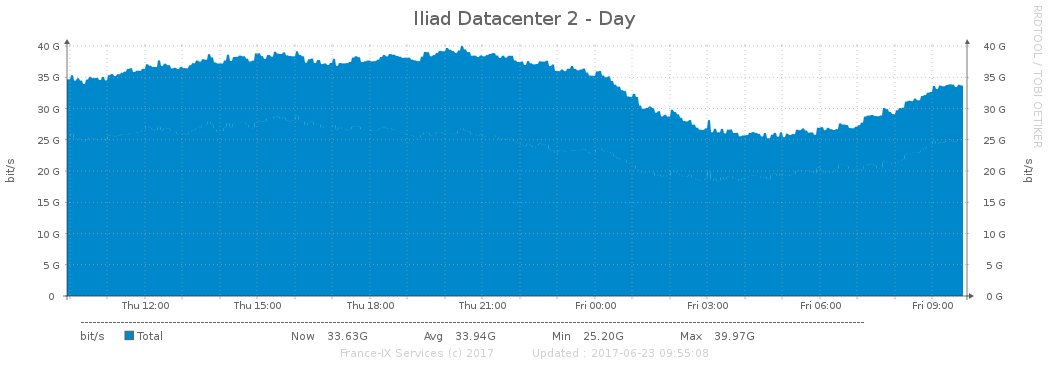 Iliad Datacenter 2 - Day
RRDTOOL / TOBI OETIKER
40 G 40 G
35 G 35 G
30 G 30 G
25 G 25 G
20 G 20 G
15 G 15 G
10 G 10 G
5 G 5 G
0 0 G
bit/s bit/s
Thu 12:00 Thu 15:00 Thu 18:00 Thu 21:00 Fri 00:00 Fri 03:00 Fri 06:00 Fri 09:00
bit/s Total Now 33.63G Avg 33.94G Min 25.20G Max 39.97G
France-IX Services (c) 2017 Updated : 2017-06-23 09:55:08